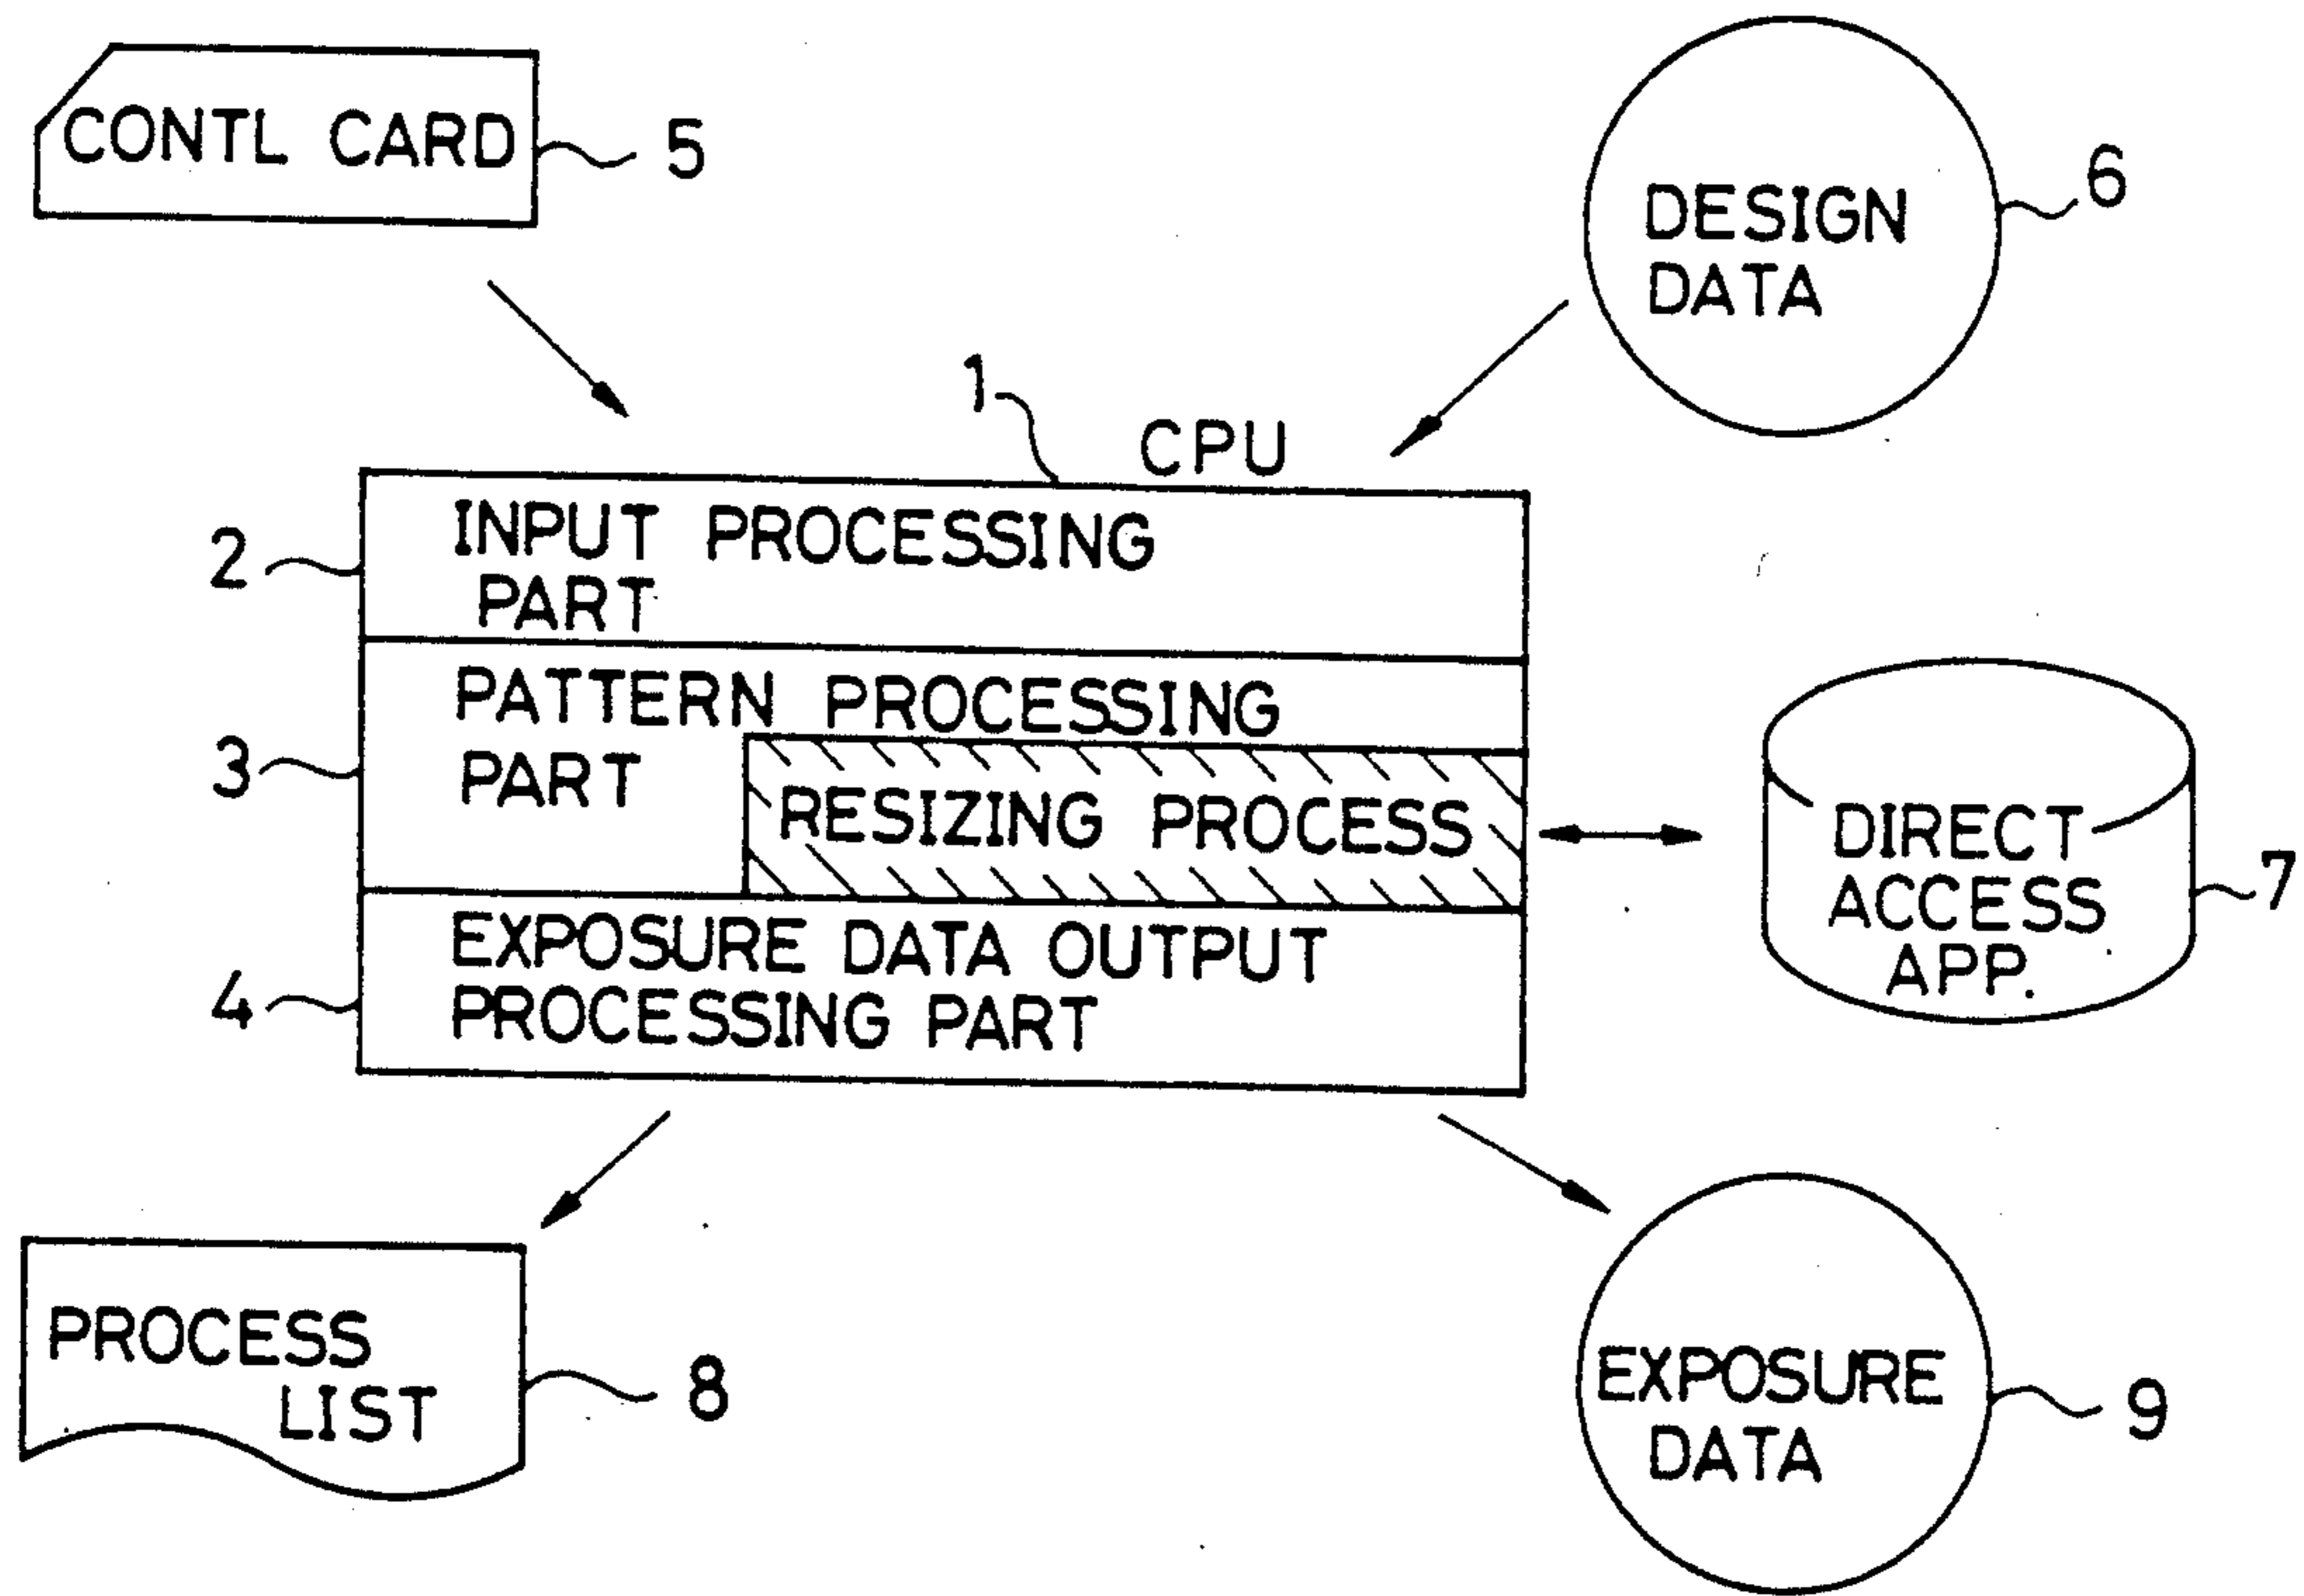 CONTL CARD
5
DESIGN
DATA
6
1
CPU
2
INPUT PROCESSING
PART
3
PATTERN PROCESSING
PART
RESIZING PROCESS
DIRECT
ACCESS
APP.
7
4
EXPOSURE DATA OUTPUT
PROCESSING PART
PROCESS
LIST
8
EXPOSURE
DATA
9